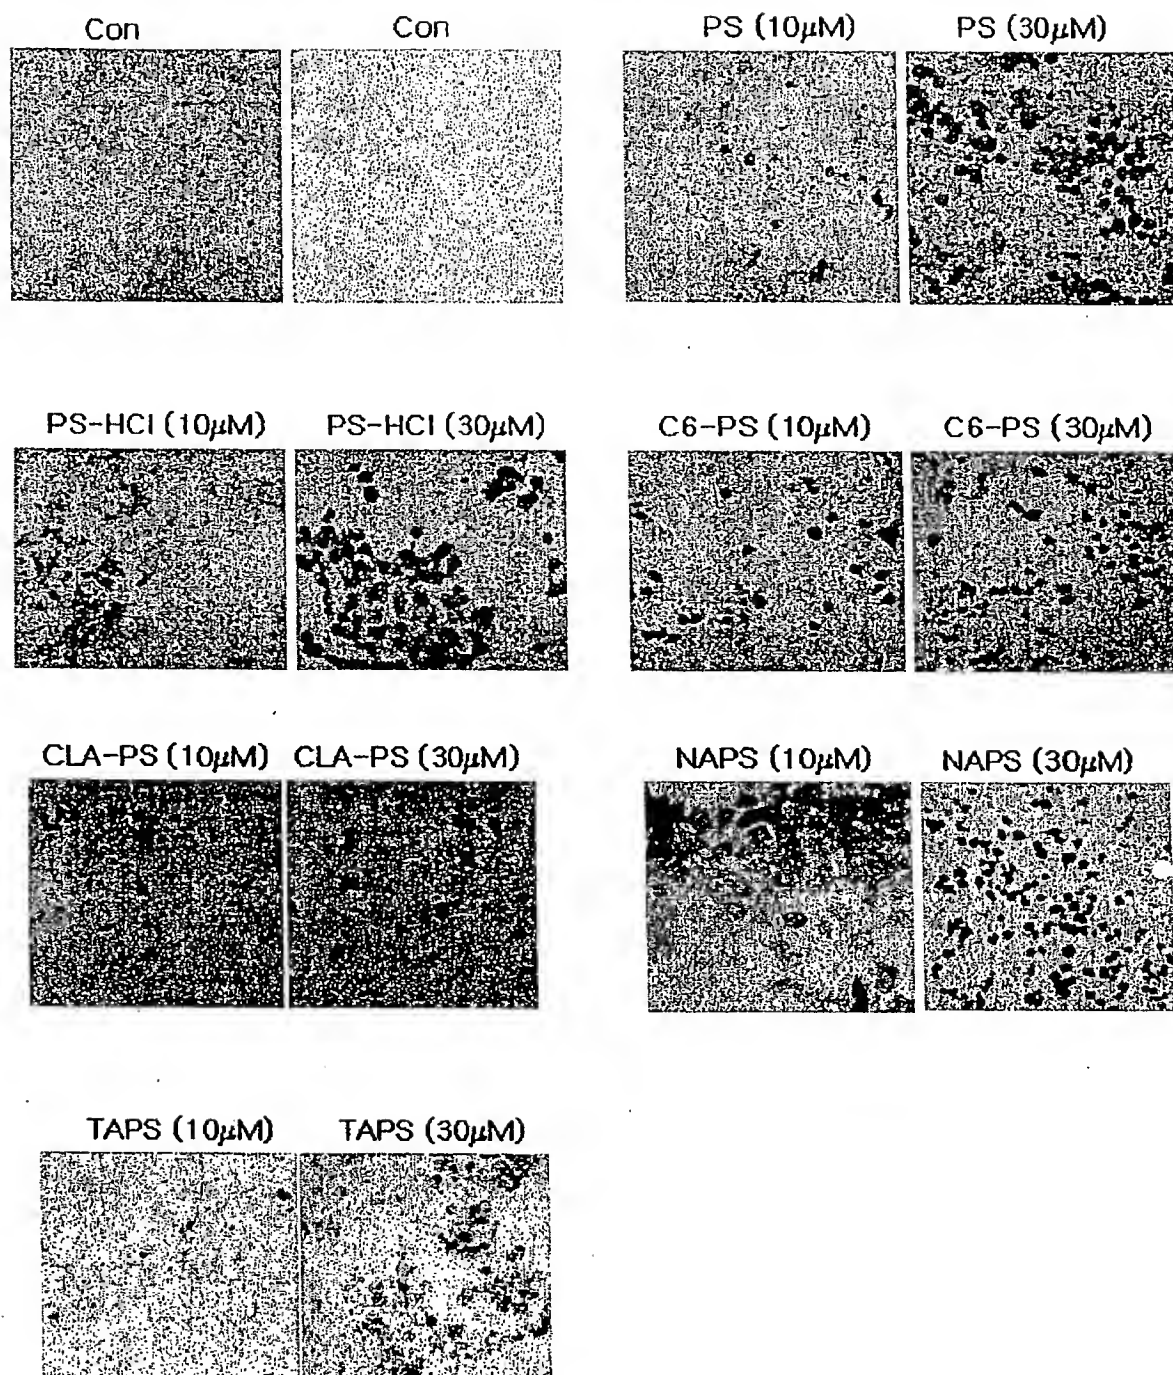 Con Con PS (10μM) PS (30μM)
PS-HCl (10μM) PS-HCl (30μM) C6-PS (10μM) C6-PS (30μM)
CLA-PS (10μM) CLA-PS (30μM) NAPS (10μM) NAPS (30μM)
TAPS (10μM) TAPS (30μM)